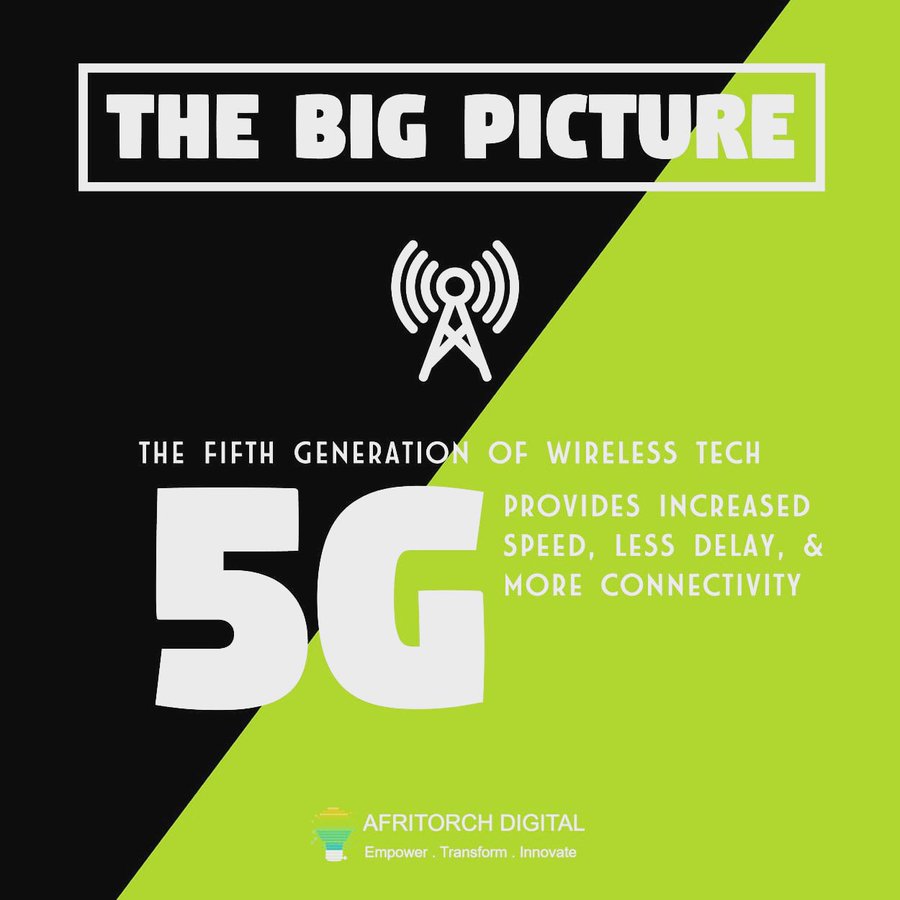 THE BIG PICTURE
THE FIFTH GENERATION OF WIRELESS TECH
5G
PROVIDES INCREASED
SPEED, LESS DELAY, &
MORE CONNECTIVITY
AFRITORCH DIGITAL
Empower . Transform . Innovate